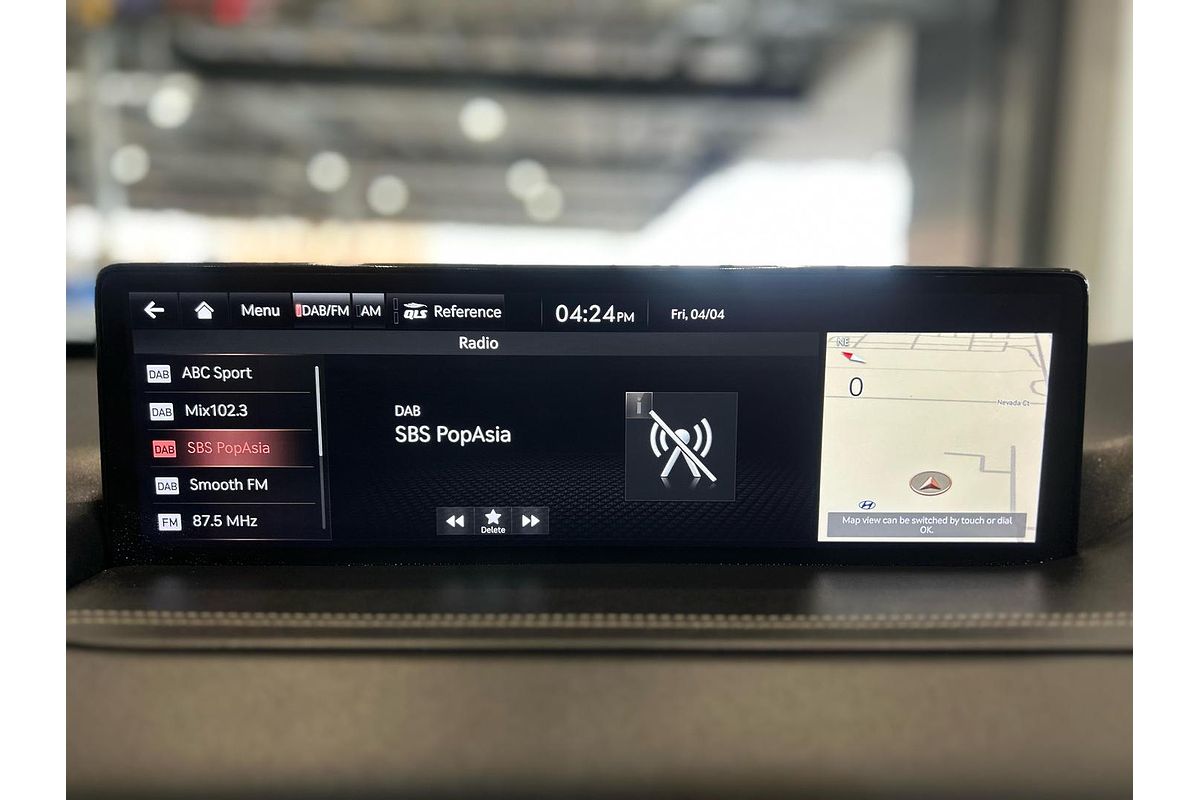 Menu DAB/FM AM QLS Reference 04:24PM Fri, 04/04
Radio
DAB ABC Sport
DAB Mix102.3
DAB SBS PopAsia
DAB Smooth FM
FM 87.5 MHz
DAB
SBS PopAsia
i
Delete
NE
0
Nevada Ct
Map view can be switched by touch or dial
OK.